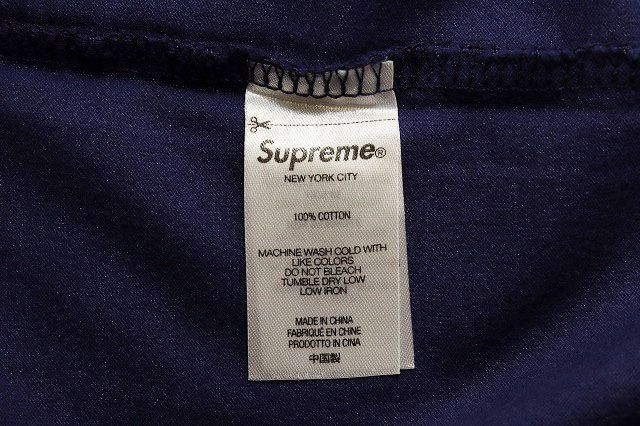 Supreme®
NEW YORK CITY
100% COTTON
MACHINE WASH COLD WITH
LIKE COLORS
DO NOT BLEACH
TUMBLE DRY LOW
LOW IRON
MADE IN CHINA
FABRIQUÉ EN CHINE
PRODOTTO IN CINA
中国製